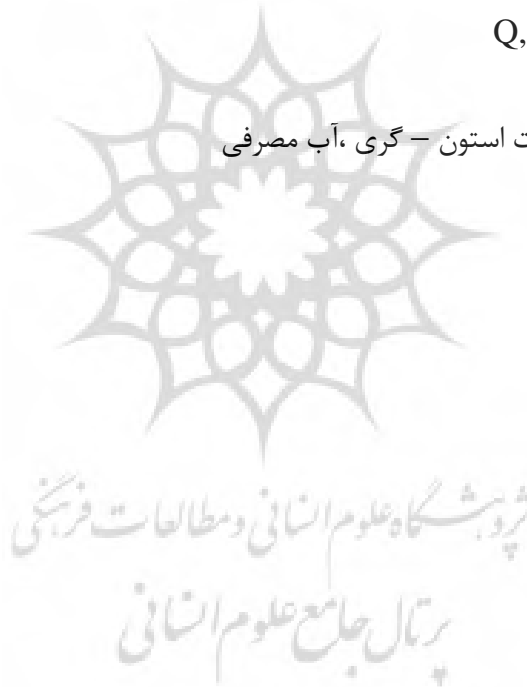 Q,
ت استون – گری ،آب مصرفی
پژوهشگاه علوم انسانی و مطالعات فرهنگی
پرتال جامع علوم انسانی